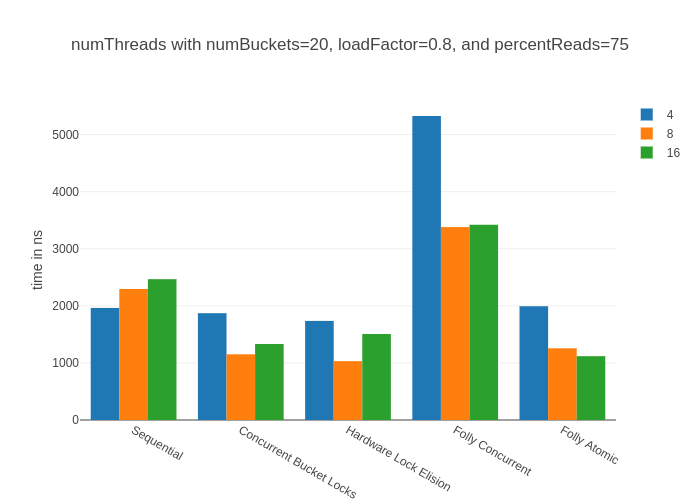 numThreads with numBuckets=20, loadFactor=0.8, and percentReads=75
4
8
16
5000
4000
3000
2000
1000
0
time in ns
Sequential
Concurrent Bucket Locks
Hardware Lock Elision
Folly Concurrent
Folly Atomic